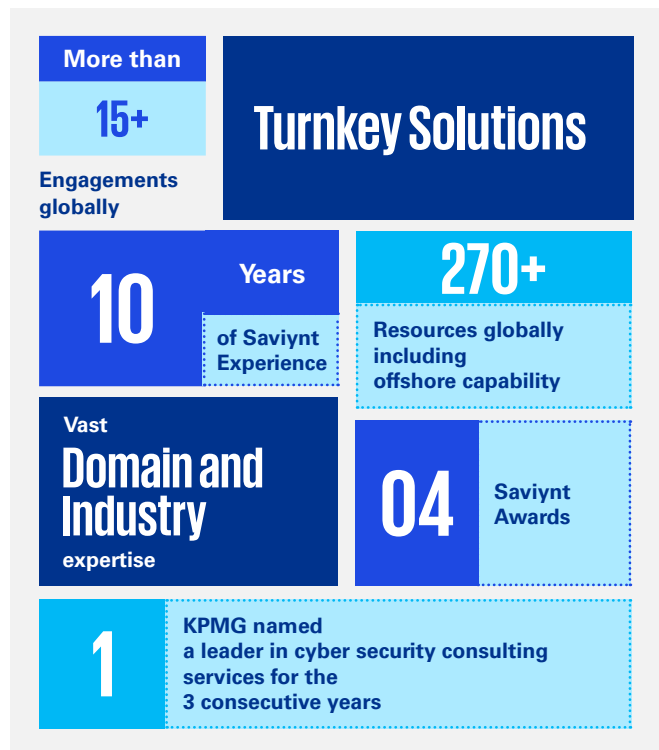 More than
15+
Engagements
globally
Turnkey Solutions
10
Years
of Saviynt
Experience
270+
Resources globally
including
offshore capability
Vast
Domain and
Industry
expertise
04
Saviynt
Awards
1
KPMG named
a leader in cyber security consulting
services for the
3 consecutive years